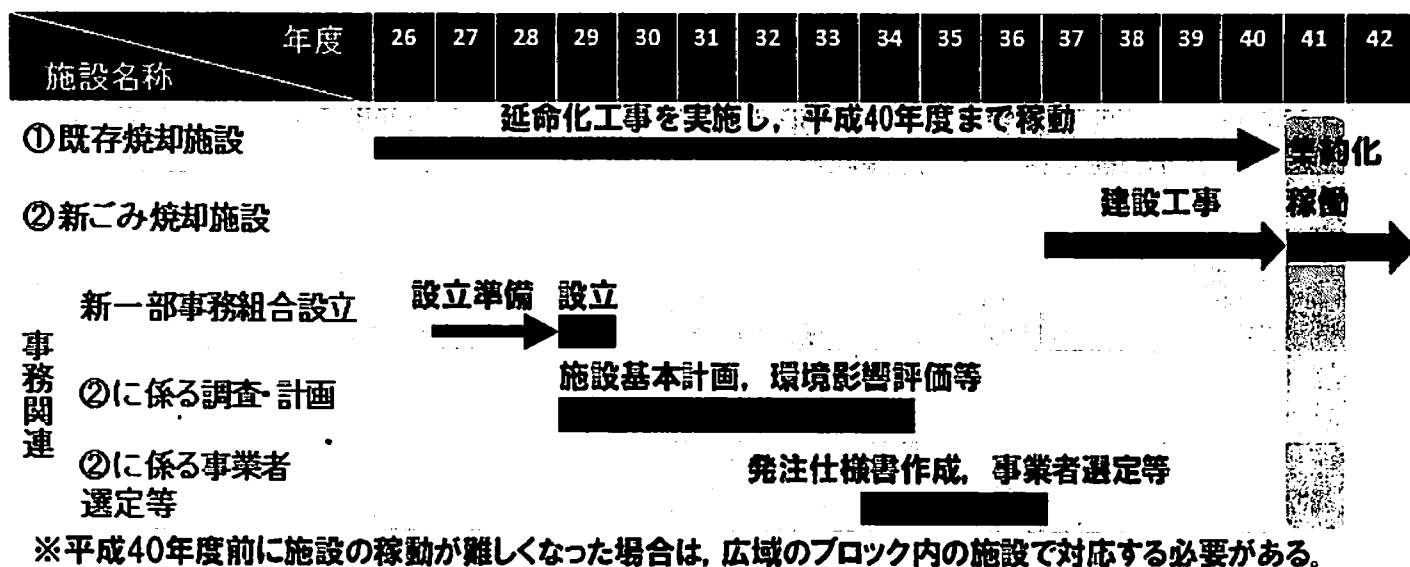 年度 26 27 28 29 30 31 32 33 34 35 36 37 38 39 40 41 42
施設名称
延命化工事を実施し，平成40年度まで稼動
①既存焼却施設 集約化
建設工事 稼働
②新ごみ焼却施設
設立準備 設立
新一部事務組合設立
事務関連
施設基本計画，環境影響評価等
②に係る調査・計画
発注仕様書作成，事業者選定等
②に係る事業者
選定等
※平成40年度前に施設の稼動が難しくなった場合は，広域のブロック内の施設で対応する必要がある。